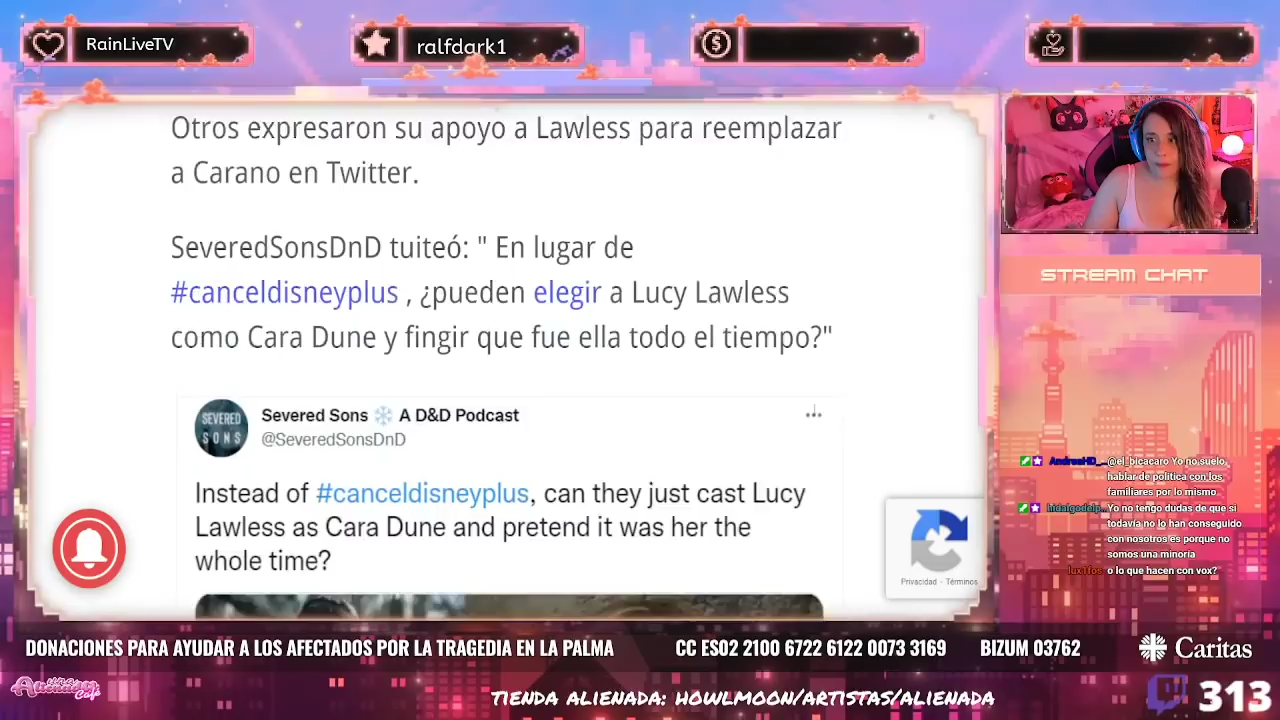 RainLiveTV
ralfdark1
Otros expresaron su apoyo a Lawless para reemplazar
a Carano en Twitter.
SeveredSonsDnD tuiteó: " En lugar de
#canceldisneyplus , ¿pueden elegir a Lucy Lawless
como Cara Dune y fingir que fue ella todo el tiempo?"
SEVERED
SONS
Severed Sons ❄ A D&D Podcast
@SeveredSonsDnD
Instead of #canceldisneyplus, can they just cast Lucy
Lawless as Cara Dune and pretend it was her the
whole time?
Privacidad - Términos
STREAM CHAT
@el_bicacaro Yo no suelo
hablar de politica con los
familiares por lo mismo
Yo no tengo dudas de que si
todavía no lo han conseguido
con nosotros es porque no
somos una minoría
o lo que hacen con vox?
DONACIONES PARA AYUDAR A LOS AFECTADOS POR LA TRAGEDIA EN LA PALMA
CC ES02 2100 6722 6122 0073 3169
BIZUM 03762
Caritas
TIENDA ALIENADA: HOWLMOON/ARTISTAS/ALIENADA
313